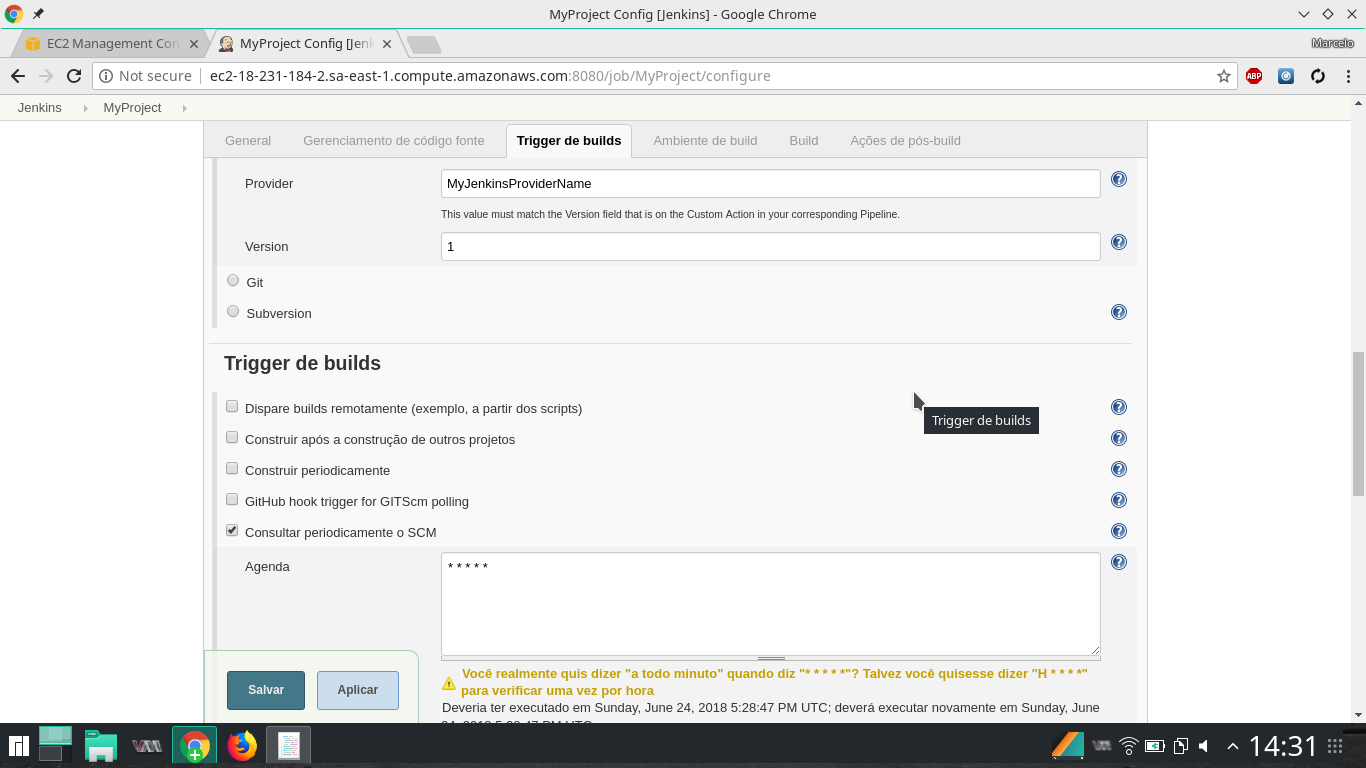 MyProject Config [Jenkins] - Google Chrome
EC2 Management Con
MyProject Config [Jenk
Marcelo
Not secure
ec2-18-231-184-2.sa-east-1.compute.amazonaws.com:8080/job/MyProject/configure
ABP
Jenkins
MyProject
General
Gerenciamento de código fonte
Trigger de builds
Ambiente de build
Build
Ações de pós-build
Provider
MyJenkinsProviderName
This value must match the Version field that is on the Custom Action in your corresponding Pipeline.
Version
1
Git
Subversion
Trigger de builds
Dispare builds remotamente (exemplo, a partir dos scripts)
Trigger de builds
Construir após a construção de outros projetos
Construir periodicamente
GitHub hook trigger for GITScm polling
Consultar periodicamente o SCM
Agenda
* * * * *
Você realmente quis dizer "a todo minuto" quando diz "* * * * *"? Talvez você quisesse dizer "H * * * *"
para verificar uma vez por hora
Salvar
Aplicar
Deveria ter executado em Sunday, June 24, 2018 5:28:47 PM UTC; deverá executar novamente em Sunday, June
14:31